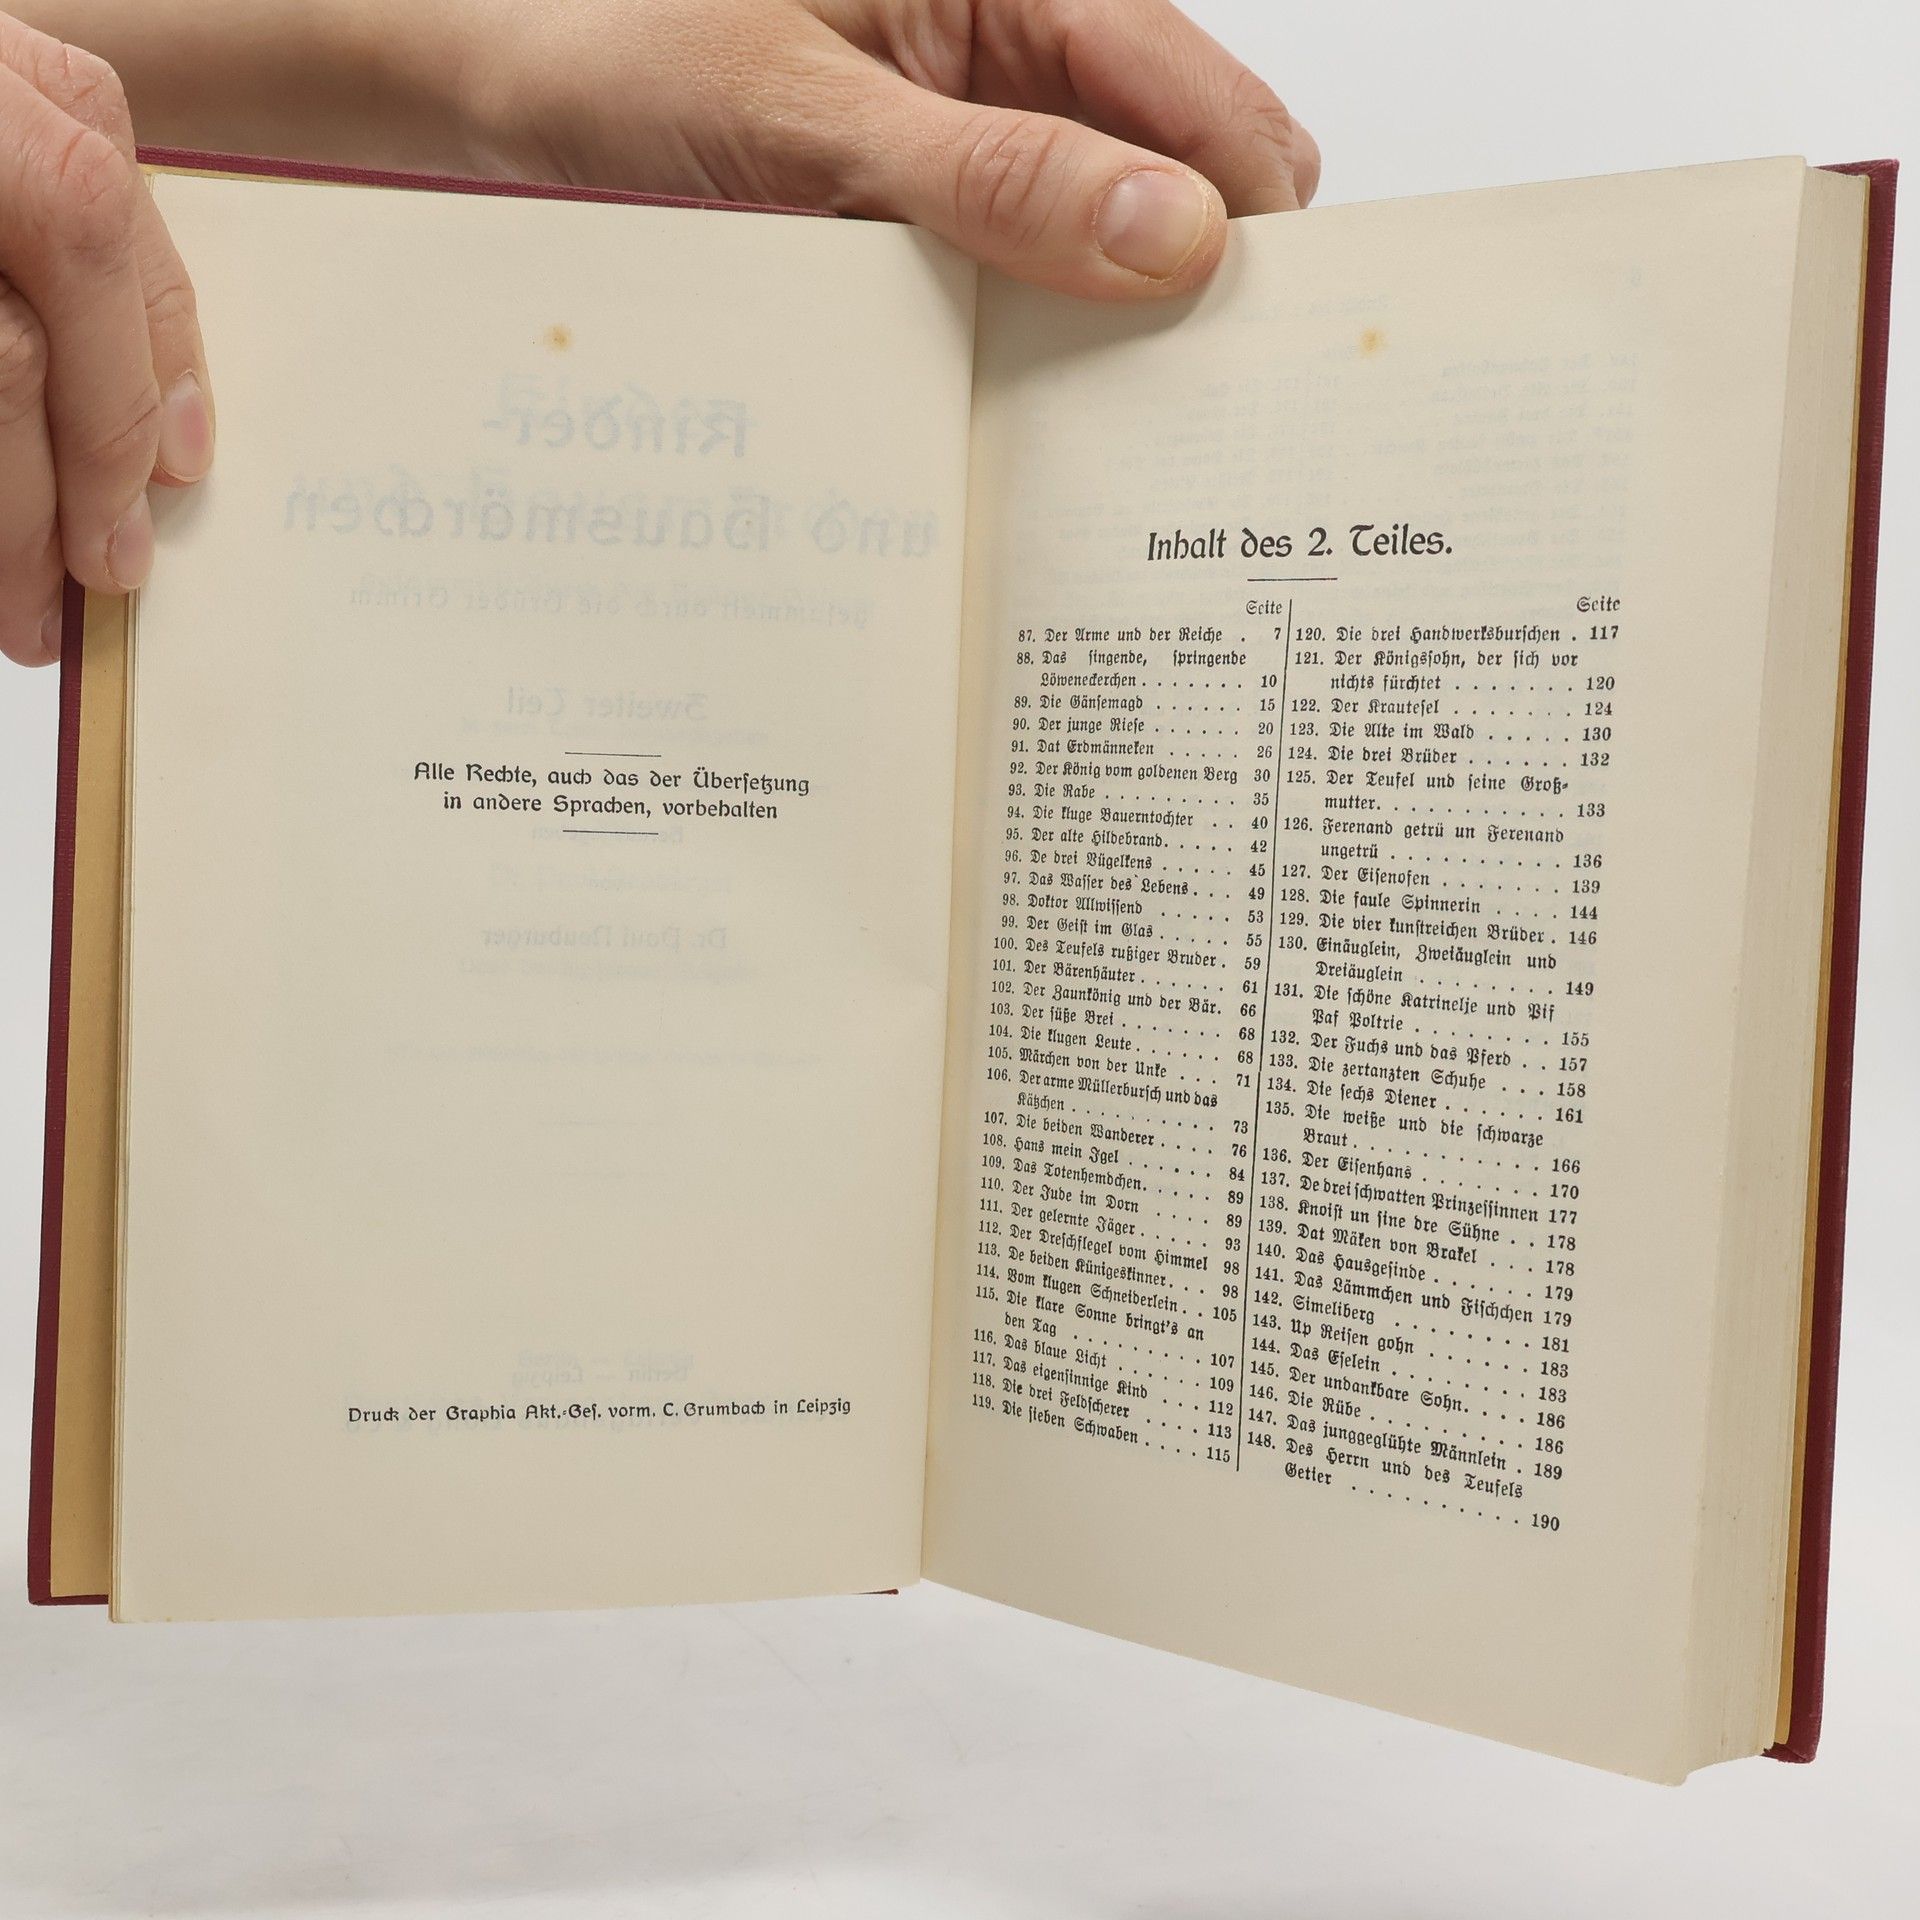 Alle Rechte, auch das der Übersetzung
in andere Sprachen, vorbehalten
Druck der Graphia Akt.-Ges. vorm. C. Grumbach in Leipzig
Inhalt des 2. Teiles.
Seite
87. Der Arme und der Reiche . 7
88. Das singende, springende
Löweneckerchen . . . . . . . 10
89. Die Gänsemagd . . . . . . 15
90. Der junge Riese . . . . . . 20
91. Dat Erdmänneken . . . . . 26
92. Der König vom goldenen Berg 30
93. Die Rabe . . . . . . . . . 35
94. Die kluge Bauerntochter . . 40
95. Der alte Hildebrand. . . . . 42
96. De drei Vügelkens . . . . . 45
97. Das Wasser des Lebens . . . 49
98. Doktor Allwissend . . . . . 53
99. Der Geist im Glas . . . . . 55
100. Des Teufels rußiger Bruder . 59
101. Der Bärenhäuter . . . . . . 61
102. Der Zaunkönig und der Bär. 66
103. Der süße Brei . . . . . . . 68
104. Die klugen Leute . . . . . . 68
105. Märchen von der Unke . . . 71
106. Der arme Müllerbursch und das
Kätzchen . . . . . . . . . . 73
107. Die beiden Wanderer . . . . 76
108. Hans mein Igel . . . . . . 84
109. Das Totenhemdchen. . . . . 89
110. Der Jude im Dorn . . . . 89
111. Der gelernte Jäger . . . . . 93
112. Der Dreschflegel vom Himmel 98
113. De beiden Künigeskinner. . . 98
114. Vom klugen Schneiderlein . . 105
115. Die klare Sonne bringt's an
den Tag . . . . . . . . . 107
116. Das blaue Licht . . . . . . 109
117. Das eigensinnige Kind . . . 112
118. Die drei Feldscherer . . . . 113
119. Die sieben Schwaben . . . . 115
Seite
120. Die drei Handwerksburschen . 117
121. Der Königssohn, der sich vor
nichts fürchtet . . . . . . . 120
122. Der Krautesel . . . . . . . 124
123. Die Alte im Wald . . . . . 130
124. Die drei Brüder . . . . . . 132
125. Der Teufel und seine Groß-
mutter. . . . . . . . . . . 133
126. Ferenand getrü un Ferenand
ungetrü . . . . . . . . . . 136
127. Der Eisenofen . . . . . . . 139
128. Die faule Spinnerin . . . . 144
129. Die vier kunstreichen Brüder . 146
130. Einäuglein, Zweiäuglein und
Dreiäuglein . . . . . . . . 149
131. Die schöne Katrinelje und Pif
Paf Poltrie . . . . . . . . 155
132. Der Fuchs und das Pferd . . 157
133. Die zertanzten Schuhe . . . 158
134. Die sechs Diener . . . . . . 161
135. Die weiße und die schwarze
Braut . . . . . . . . . . . 166
136. Der Eisenhans . . . . . . . 170
137. De drei schwatten Prinzessinnen 177
138. Knoist un sine dre Sühne . . 178
139. Dat Mäken von Brakel . . . 178
140. Das Hausgesinde . . . . . . 179
141. Das Lämmchen und Fischchen 179
142. Simeliberg . . . . . . . . 181
143. Up Reisen gohn . . . . . . 183
144. Das Eselein . . . . . . . . 183
145. Der undankbare Sohn. . . . 186
146. Die Rübe . . . . . . . . . 186
147. Das junggeglühte Männlein . 189
148. Des Herrn und des Teufels
Getier . . . . . . . . . . 190